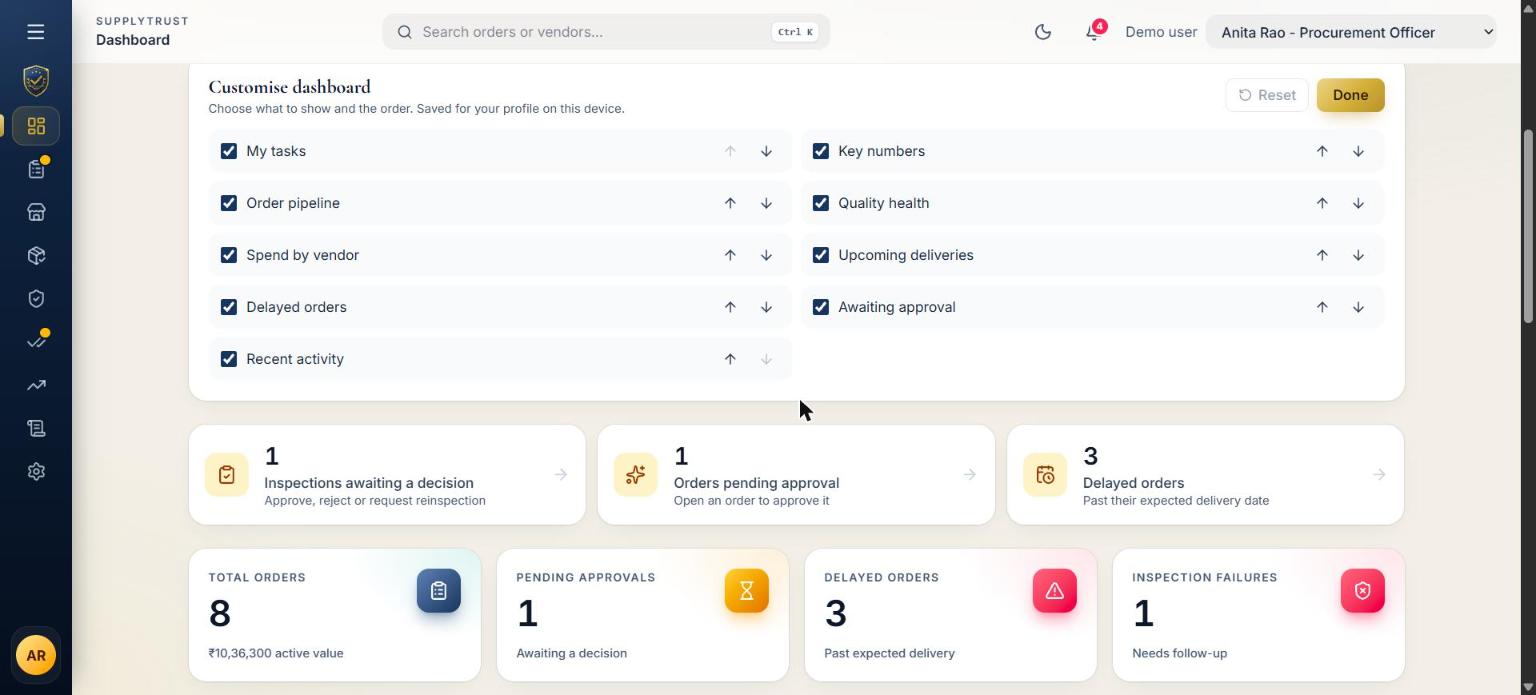 SUPPLYTRUST
Dashboard
Search orders or vendors...
Ctrl K
4
Demo user
Anita Rao - Procurement Officer
Customise dashboard
Choose what to show and the order. Saved for your profile on this device.
Reset
Done
My tasks
Key numbers
Order pipeline
Quality health
Spend by vendor
Upcoming deliveries
Delayed orders
Awaiting approval
Recent activity
1
Inspections awaiting a decision
Approve, reject or request reinspection
1
Orders pending approval
Open an order to approve it
3
Delayed orders
Past their expected delivery date
TOTAL ORDERS
8
₹10,36,300 active value
PENDING APPROVALS
1
Awaiting a decision
DELAYED ORDERS
3
Past expected delivery
INSPECTION FAILURES
1
Needs follow-up
AR